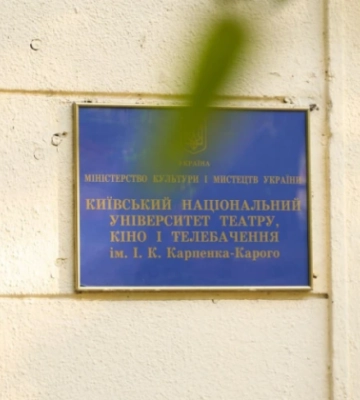 УКРАЇНА
МІНІСТЕРСТВО КУЛЬТУРИ І МИСТЕЦТВ УКРАЇНИ
КИЇВСЬКИЙ НАЦІОНАЛЬНИЙ
УНІВЕРСИТЕТ ТЕАТРУ,
КІНО І ТЕЛЕБАЧЕННЯ
ім. І. К. Карпенка-Карого